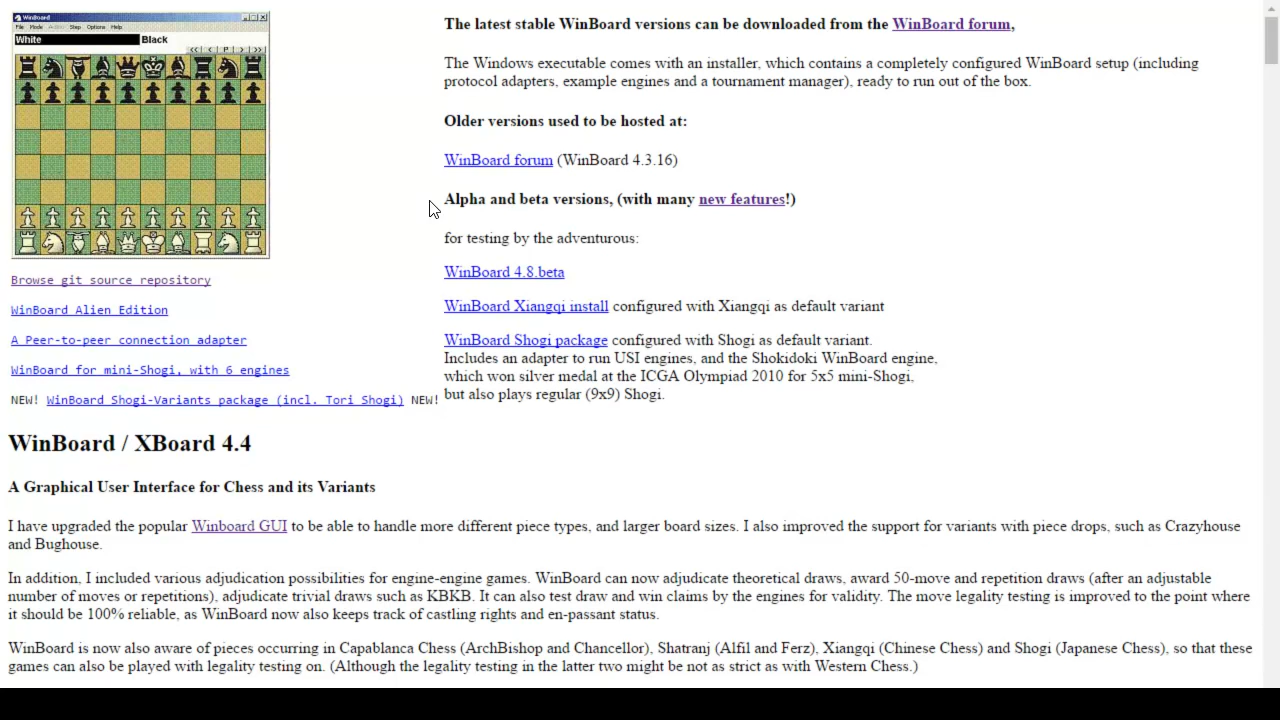 WinBoard
File Mode Action Step Options Help
White Black
<< < P > >>
Browse git source repository
WinBoard Alien Edition
A Peer-to-peer connection adapter
WinBoard for mini-Shogi, with 6 engines
NEW! WinBoard Shogi-Variants package (incl. Tori Shogi) NEW!
The latest stable WinBoard versions can be downloaded from the WinBoard forum,
The Windows executable comes with an installer, which contains a completely configured WinBoard setup (including
protocol adapters, example engines and a tournament manager), ready to run out of the box.
Older versions used to be hosted at:
WinBoard forum (WinBoard 4.3.16)
Alpha and beta versions, (with many new features!)
for testing by the adventurous:
WinBoard 4.8.beta
WinBoard Xiangqi install configured with Xiangqi as default variant
WinBoard Shogi package configured with Shogi as default variant.
Includes an adapter to run USI engines, and the Shokidoki WinBoard engine,
which won silver medal at the ICGA Olympiad 2010 for 5x5 mini-Shogi,
but also plays regular (9x9) Shogi.
WinBoard / XBoard 4.4
A Graphical User Interface for Chess and its Variants
I have upgraded the popular Winboard GUI to be able to handle more different piece types, and larger board sizes. I also improved the support for variants with piece drops, such as Crazyhouse
and Bughouse.
In addition, I included various adjudication possibilities for engine-engine games. WinBoard can now adjudicate theoretical draws, award 50-move and repetition draws (after an adjustable
number of moves or repetitions), adjudicate trivial draws such as KBKB. It can also test draw and win claims by the engines for validity. The move legality testing is improved to the point where
it should be 100% reliable, as WinBoard now also keeps track of castling rights and en-passant status.
WinBoard is now also aware of pieces occurring in Capablanca Chess (ArchBishop and Chancellor), Shatranj (Alfil and Ferz), Xiangqi (Chinese Chess) and Shogi (Japanese Chess), so that these
games can also be played with legality testing on. (Although the legality testing in the latter two might be not as strict as with Western Chess.)